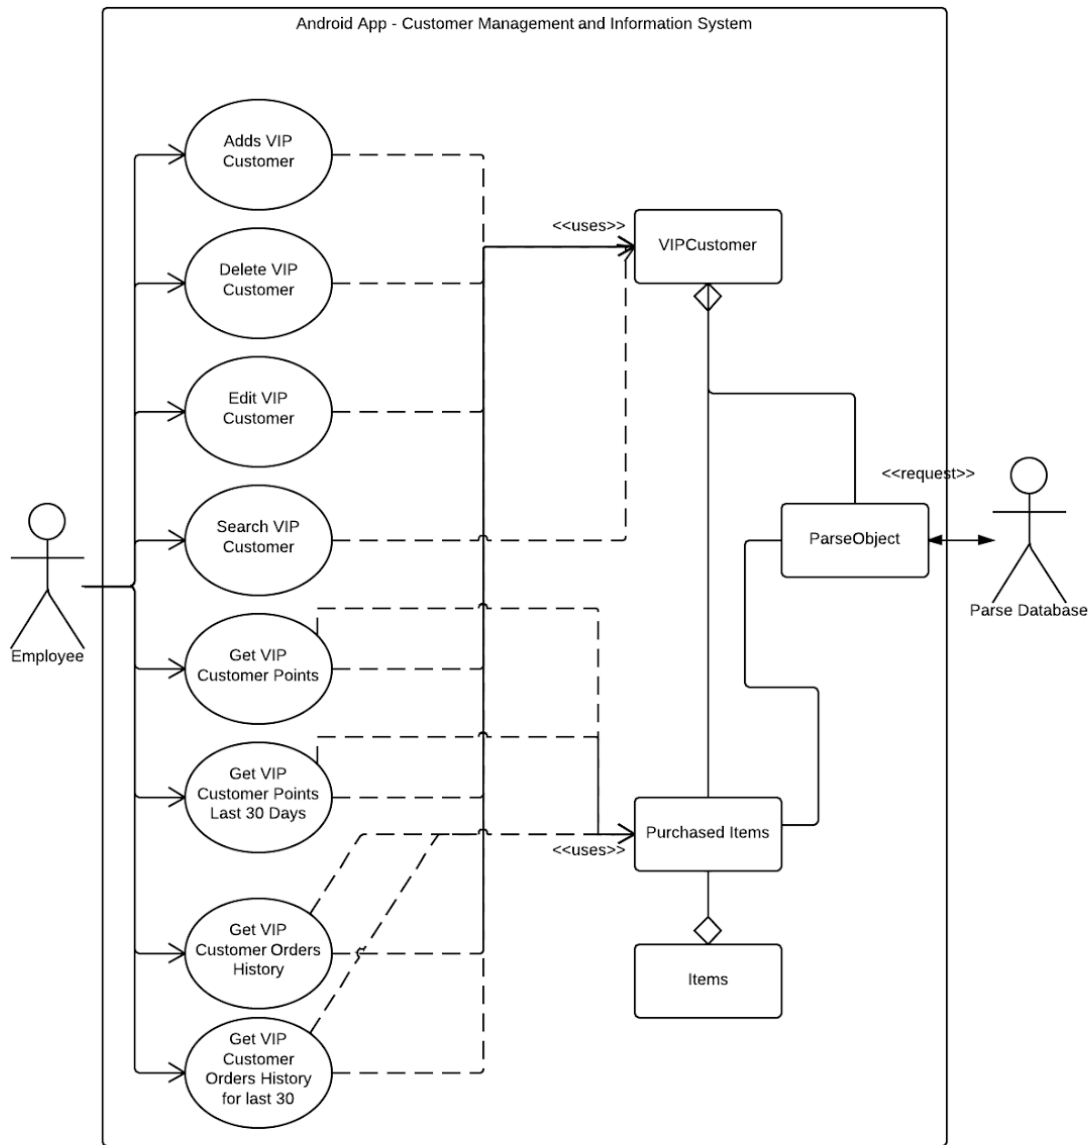 Android App - Customer Management and Information System
Adds VIP
Customer
<<uses>>
VIPCustomer
Delete VIP
Customer
Edit VIP
Customer
<<request>>
Search VIP
Customer
ParseObject
Parse Database
Employee
Get VIP
Customer Points
Get VIP
Customer Points
Last 30 Days
Purchased Items
<<uses>>
Get VIP
Customer Orders
History
Items
Get VIP
Customer
Orders History
for last 30